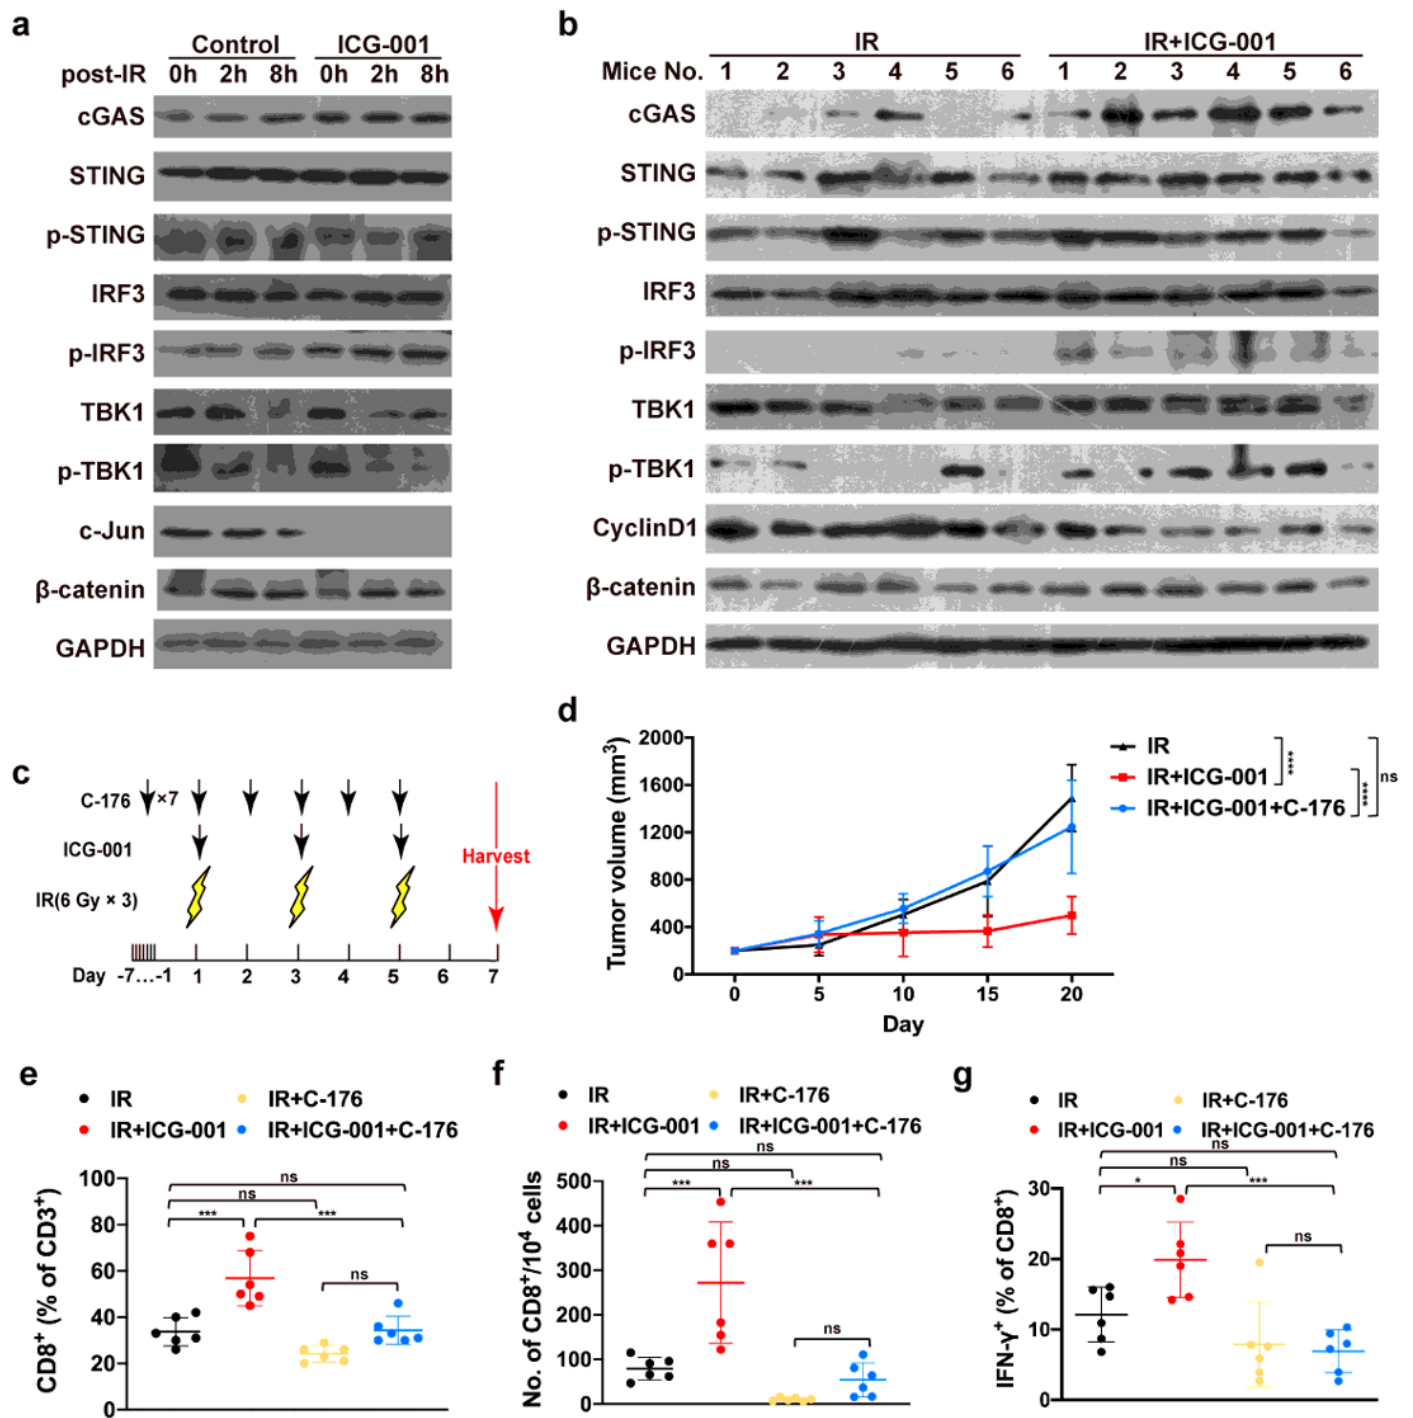 a
Control ICG-001
post-IR 0h 2h 8h 0h 2h 8h
cGAS
STING
p-STING
IRF3
p-IRF3
TBK1
p-TBK1
c-Jun
β-catenin
GAPDH
b
IR IR+ICG-001
Mice No. 1 2 3 4 5 6 1 2 3 4 5 6
cGAS
STING
p-STING
IRF3
p-IRF3
TBK1
p-TBK1
CyclinD1
β-catenin
GAPDH
c
C-176 ×7
ICG-001
Harvest
IR(6 Gy × 3)
Day -7...-1 1 2 3 4 5 6 7
d
Tumor volume (mm³)
2000
1600
1200
800
400
0
0 5 10 15 20
Day
IR
IR+ICG-001
IR+ICG-001+C-176
****
****
ns
e
IR IR+C-176
IR+ICG-001 IR+ICG-001+C-176
ns
ns
*** ***
ns
CD8⁺ (% of CD3⁺)
100
80
60
40
20
0
f
IR IR+C-176
IR+ICG-001 IR+ICG-001+C-176
ns
ns
*** ***
ns
No. of CD8⁺/10⁴ cells
500
400
300
200
100
0
g
IR IR+C-176
IR+ICG-001 IR+ICG-001+C-176
ns
ns
* ***
ns
IFN-γ⁺ (% of CD8⁺)
30
20
10
0